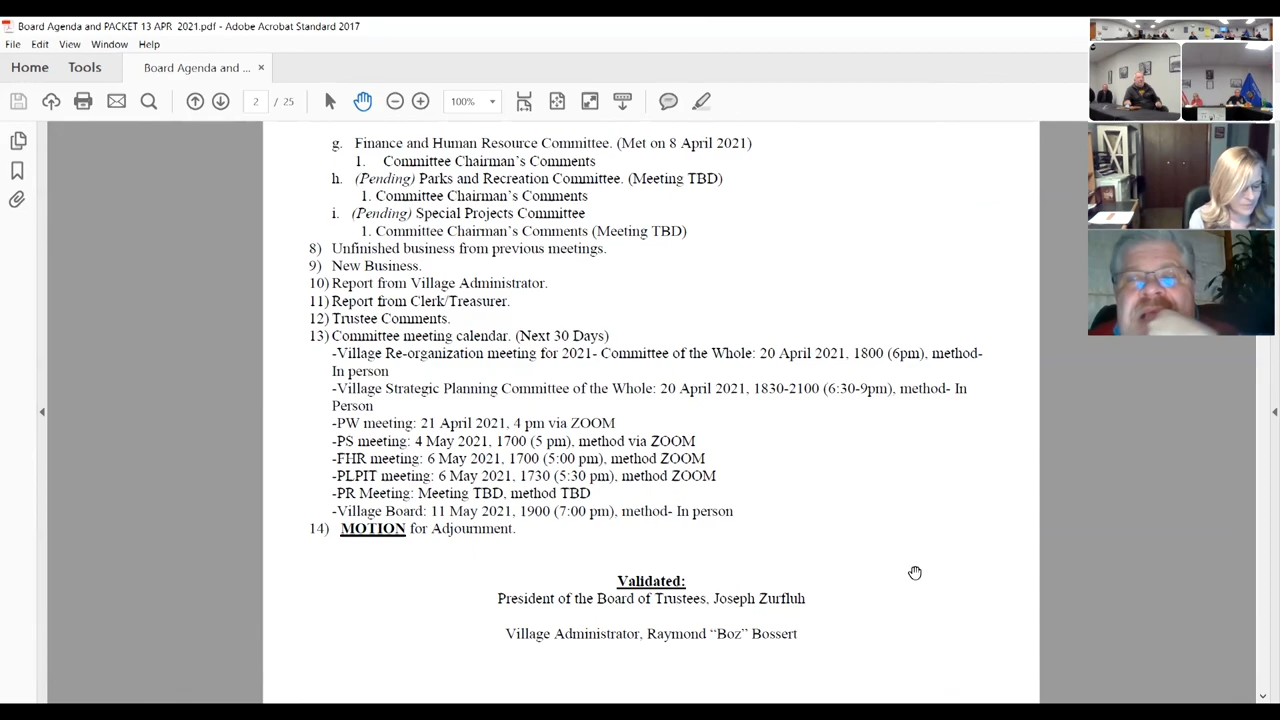 Board Agenda and PACKET 13 APR 2021.pdf - Adobe Acrobat Standard 2017
File Edit View Window Help
Home Tools Board Agenda and ... ×
2 / 25 100%
g. Finance and Human Resource Committee. (Met on 8 April 2021)
1. Committee Chairman's Comments
h. (Pending) Parks and Recreation Committee. (Meeting TBD)
1. Committee Chairman's Comments
i. (Pending) Special Projects Committee
1. Committee Chairman's Comments (Meeting TBD)
8) Unfinished business from previous meetings.
9) New Business.
10) Report from Village Administrator.
11) Report from Clerk/Treasurer.
12) Trustee Comments.
13) Committee meeting calendar. (Next 30 Days)
-Village Re-organization meeting for 2021- Committee of the Whole: 20 April 2021, 1800 (6pm), method-
In person
-Village Strategic Planning Committee of the Whole: 20 April 2021, 1830-2100 (6:30-9pm), method- In
Person
-PW meeting: 21 April 2021, 4 pm via ZOOM
-PS meeting: 4 May 2021, 1700 (5 pm), method via ZOOM
-FHR meeting: 6 May 2021, 1700 (5:00 pm), method ZOOM
-PLPIT meeting: 6 May 2021, 1730 (5:30 pm), method ZOOM
-PR Meeting: Meeting TBD, method TBD
-Village Board: 11 May 2021, 1900 (7:00 pm), method- In person
14) MOTION for Adjournment.
Validated:
President of the Board of Trustees, Joseph Zurfluh
Village Administrator, Raymond “Boz” Bossert